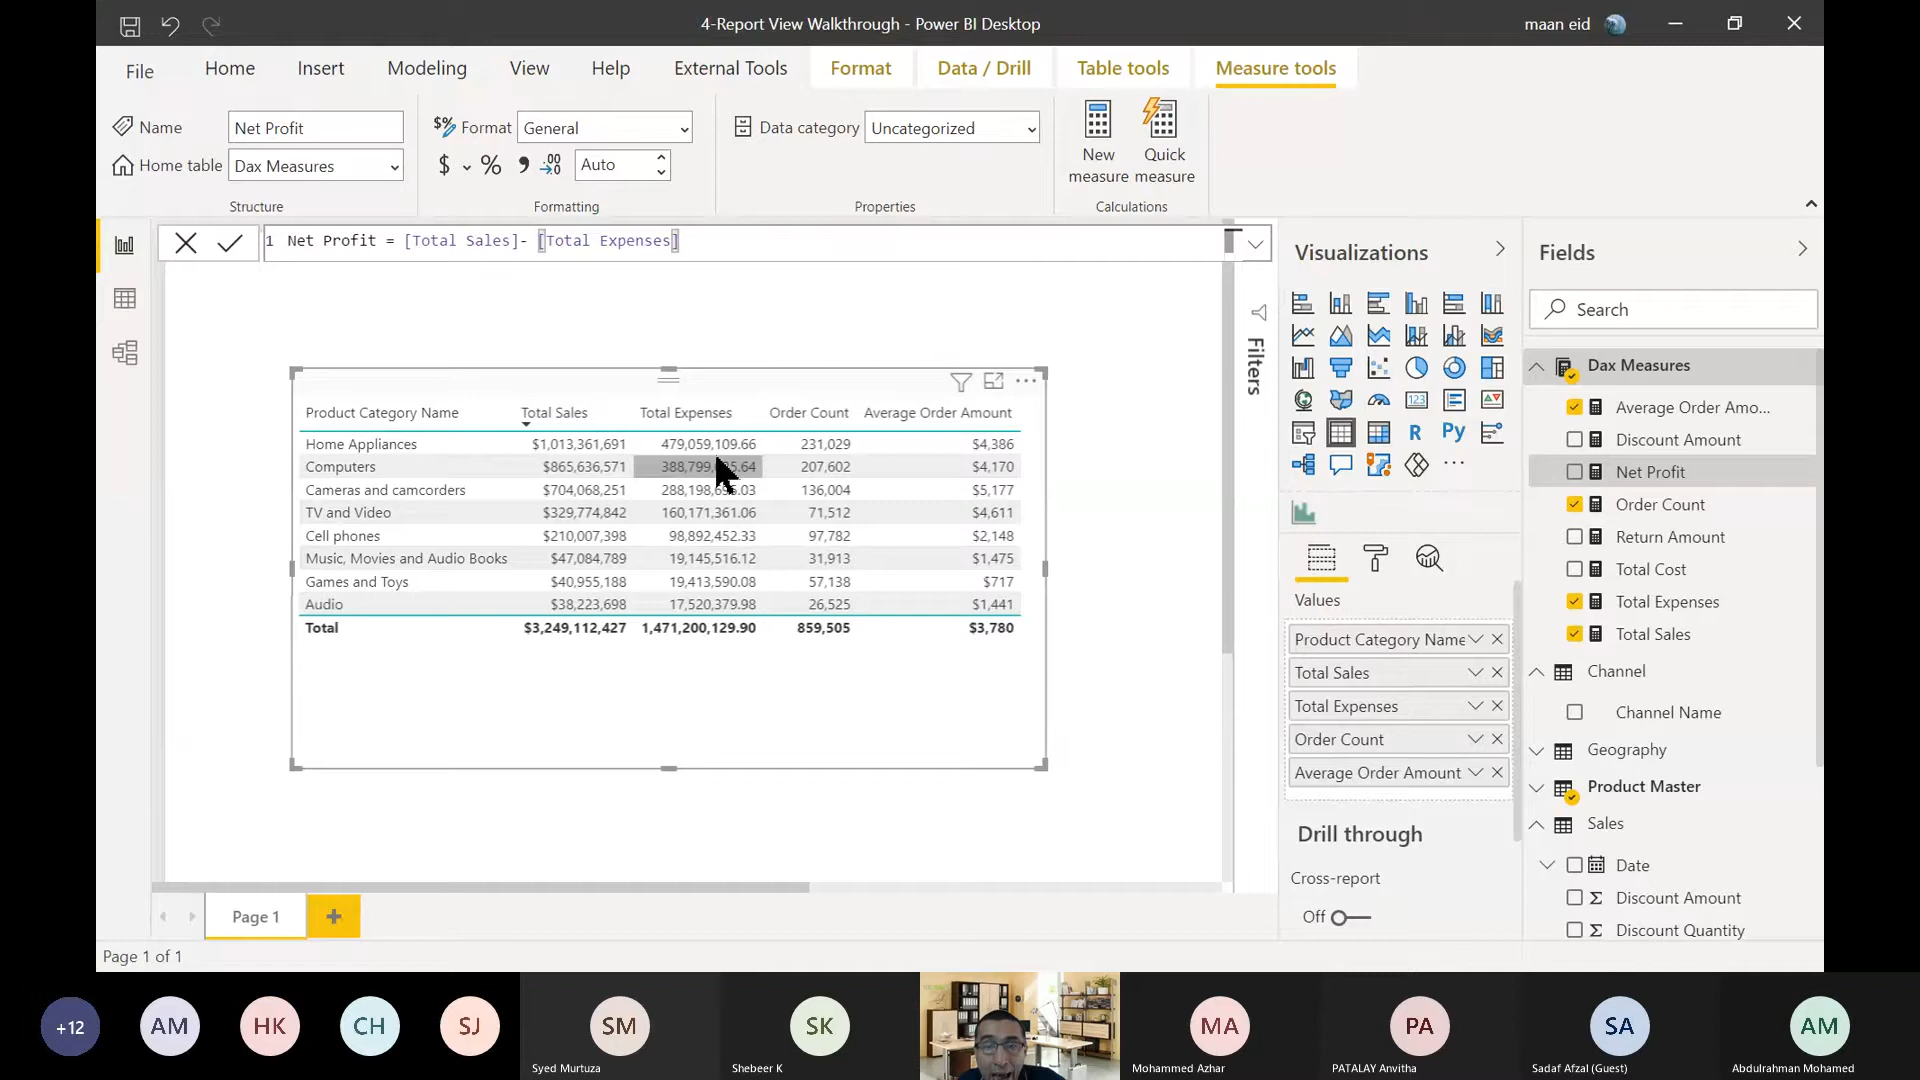 4-Report View Walkthrough - Power BI Desktop
maan eid
File Home Insert Modeling View Help External Tools Format Data / Drill Table tools Measure tools
Name Net Profit
Home table Dax Measures
Structure
Format General
$ % , .00 Auto
Formatting
Data category Uncategorized
Properties
New measure
Quick measure
Calculations
1 Net Profit = [Total Sales]- [Total Expenses]
Product Category Name Total Sales Total Expenses Order Count Average Order Amount
Home Appliances $1,013,361,691 479,059,109.66 231,029 $4,386
Computers $865,636,571 207,602 $4,170
Cameras and camcorders $704,068,251 136,004 $5,177
TV and Video $329,774,842 160,171,361.06 71,512 $4,611
Cell phones $210,007,398 98,892,452.33 97,782 $2,148
Music, Movies and Audio Books $47,084,789 19,145,516.12 31,913 $1,475
Games and Toys $40,955,188 19,413,590.08 57,138 $717
Audio $38,223,698 17,520,379.98 26,525 $1,441
Total $3,249,112,427 1,471,200,129.90 859,505 $3,780
Filters
Visualizations
R Py
123
Values
Product Category Name
Total Sales
Total Expenses
Order Count
Average Order Amount
Drill through
Cross-report
Off
Fields
Search
Dax Measures
Average Order Amo...
Discount Amount
Net Profit
Order Count
Return Amount
Total Cost
Total Expenses
Total Sales
Channel
Channel Name
Geography
Product Master
Sales
Date
Discount Amount
Discount Quantity
Page 1
Page 1 of 1
+12 AM HK CH SJ SM SK MA PA SA AM
Syed Murtuza Shebeer K Mohammed Azhar PATALAY Anvitha Sadaf Afzal (Guest) Abdulrahman Mohamed